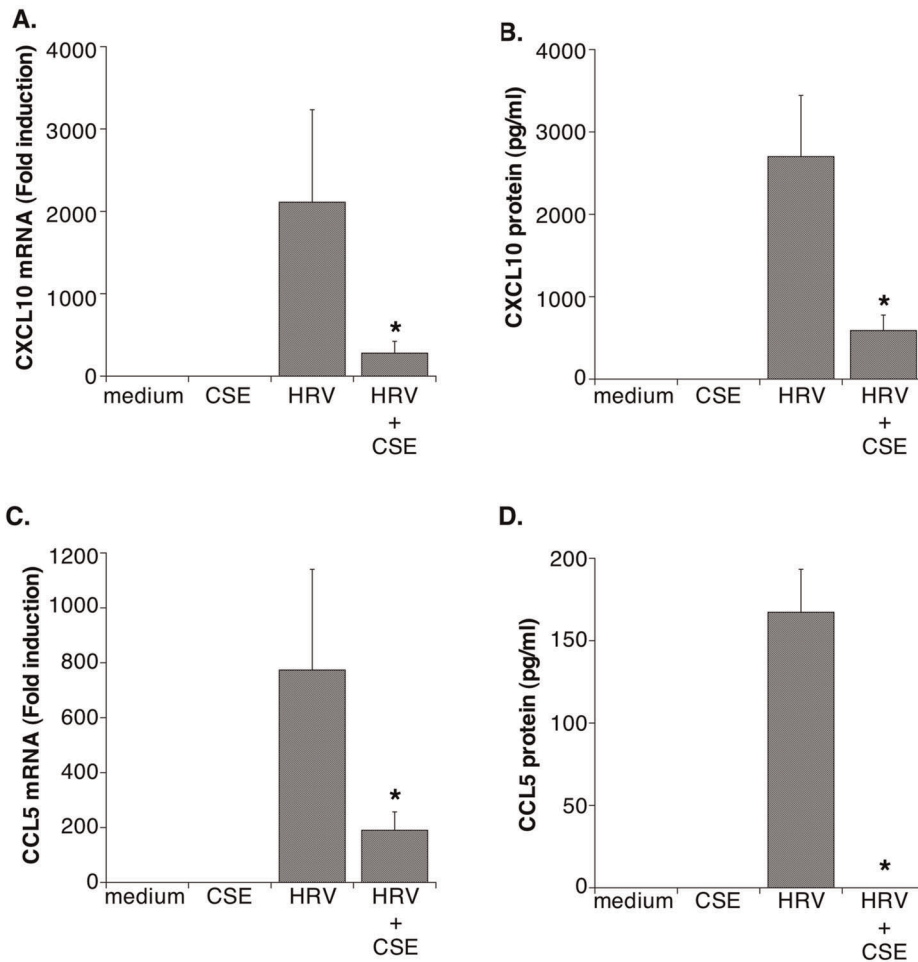 A.
CXCL10 mRNA (Fold induction)
4000
3000
2000
1000
0
medium CSE HRV HRV
+
CSE
*
B.
CXCL10 protein (pg/ml)
4000
3000
2000
1000
0
medium CSE HRV HRV
+
CSE
*
C.
CCL5 mRNA (Fold induction)
1200
1000
800
600
400
200
0
medium CSE HRV HRV
+
CSE
*
D.
CCL5 protein (pg/ml)
200
150
100
50
0
medium CSE HRV HRV
+
CSE
*